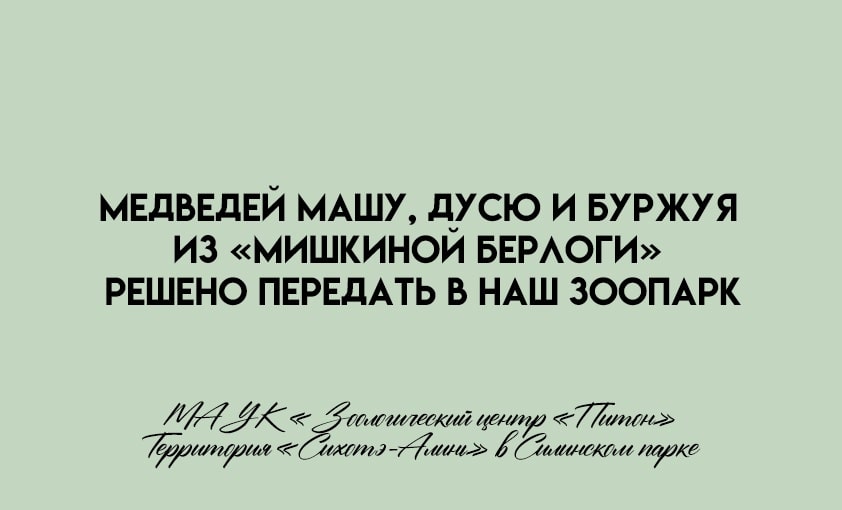 МЕДВЕДЕЙ МАШУ, ДУСЮ И БУРЖУЯ
ИЗ «МИШКИНОЙ БЕРЛОГИ»
РЕШЕНО ПЕРЕДАТЬ В НАШ ЗООПАРК
МАУК « Зоологический центр «Питон»
Территория «Сихотэ-Алинь» в Силинском парке